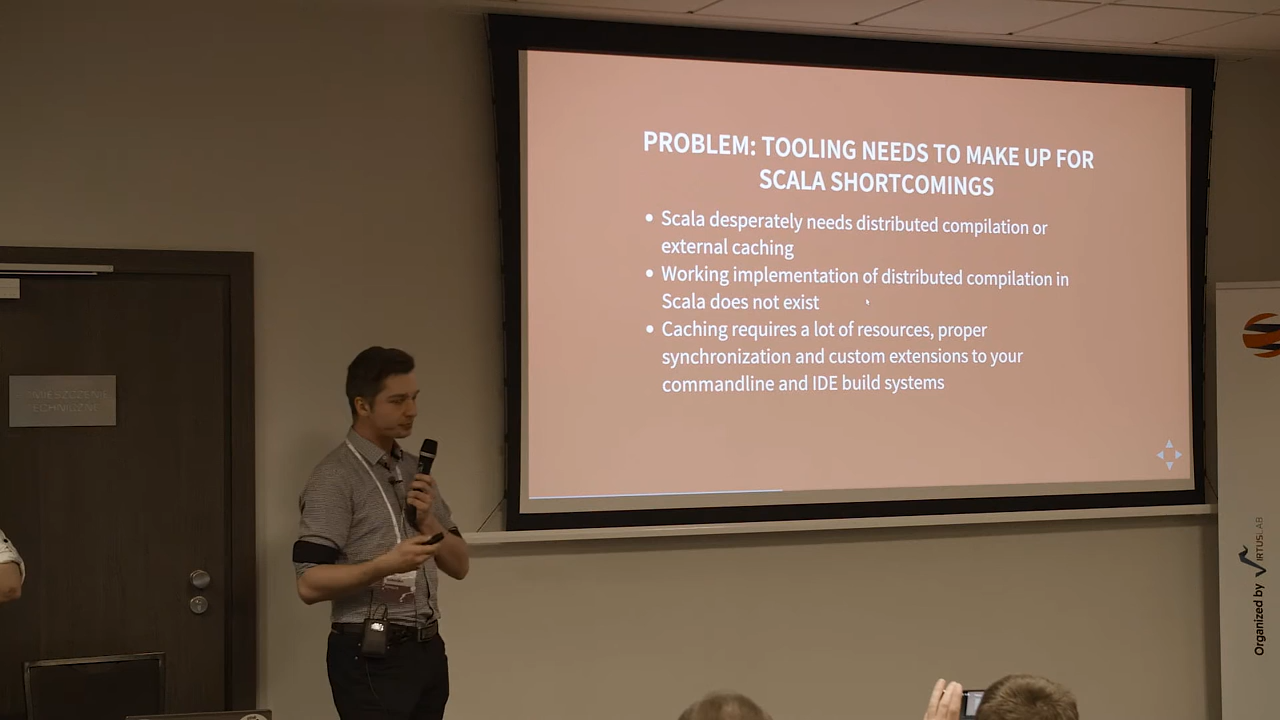 PROBLEM: TOOLING NEEDS TO MAKE UP FOR
SCALA SHORTCOMINGS
• Scala desperately needs distributed compilation or
external caching
• Working implementation of distributed compilation in
Scala does not exist
• Caching requires a lot of resources, proper
synchronization and custom extensions to your
commandline and IDE build systems
Organized by VIRTUSLAB